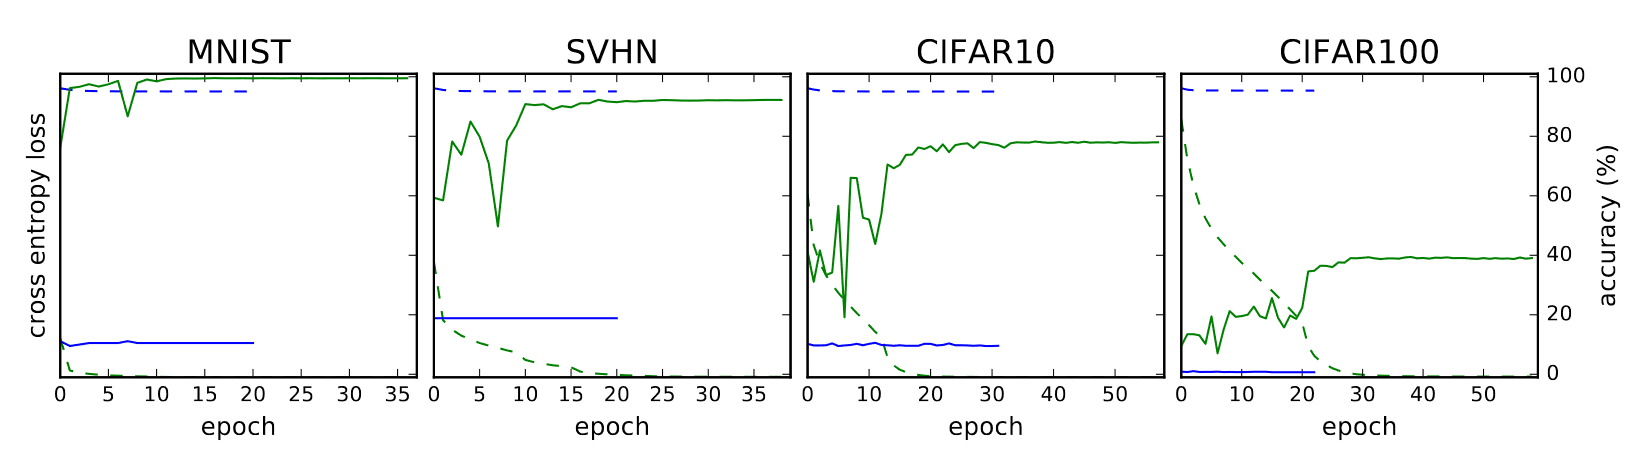 MNIST SVHN CIFAR10 CIFAR100
cross entropy loss
100
80
60
40
20
0
accuracy (%)
0 5 10 15 20 25 30 35 0 5 10 15 20 25 30 35 0 10 20 30 40 50 0 10 20 30 40 50
epoch epoch epoch epoch